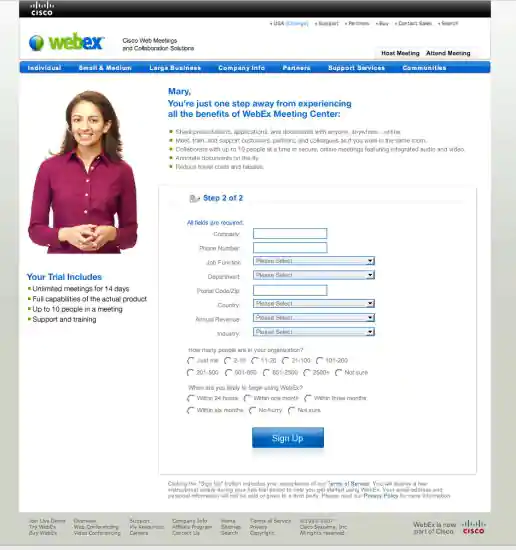 CISCO
USA (Change) Support Partners Buy Contact Sales Search
webex
Cisco Web Meetings
and Collaboration Solutions
Host Meeting Attend Meeting
Individual Small & Medium Large Business Company Info Partners Support Services Communities
Mary,
You're just one step away from experiencing
all the benefits of WebEx Meeting Center:
Share presentations, applications, and documents with anyone, anywhere - online.
Meet, train, and support customers, partners, and colleagues as if you were in the same room.
Collaborate with up to 10 people at a time in secure, online meetings featuring integrated audio and video.
Annotate documents on the fly.
Reduce travel costs and hassles.
Step 2 of 2
All fields are required.
Company:
Phone Number:
Job Function: Please Select
Department: Please Select
Postal Code/Zip:
Country: Please Select
Annual Revenue: Please Select
Industry: Please Select
How many people are in your organization?
Just me 2-10 11-20 21-100 101-200
201-500 501-850 851-2500 2500+ Not sure
When are you likely to begin using WebEx?
Within 24 hours Within one month Within three months
Within six months No hurry Not sure
Sign Up
Your Trial Includes
Unlimited meetings for 14 days
Full capabilities of the actual product
Up to 10 people in a meeting
Support and training
Clicking the "Sign Up" button indicates your acceptance of our Terms of Service. You will receive a few
instructional emails during your free trial period to help you get started using WebEx. Your email address and
personal information will not be sold or given to a third party. Please read our Privacy Policy for more information.
Join Live Demo Overview Support Company Info Home Terms of Service
Try WebEx Web Conferencing My Resources Affiliate Program Sitemap Privacy Cisco Systems, Inc.
Buy WebEx Video Conferencing Careers Contact Us Search Copyright All rights reserved.
WebEx is now
part of Cisco
CISCO